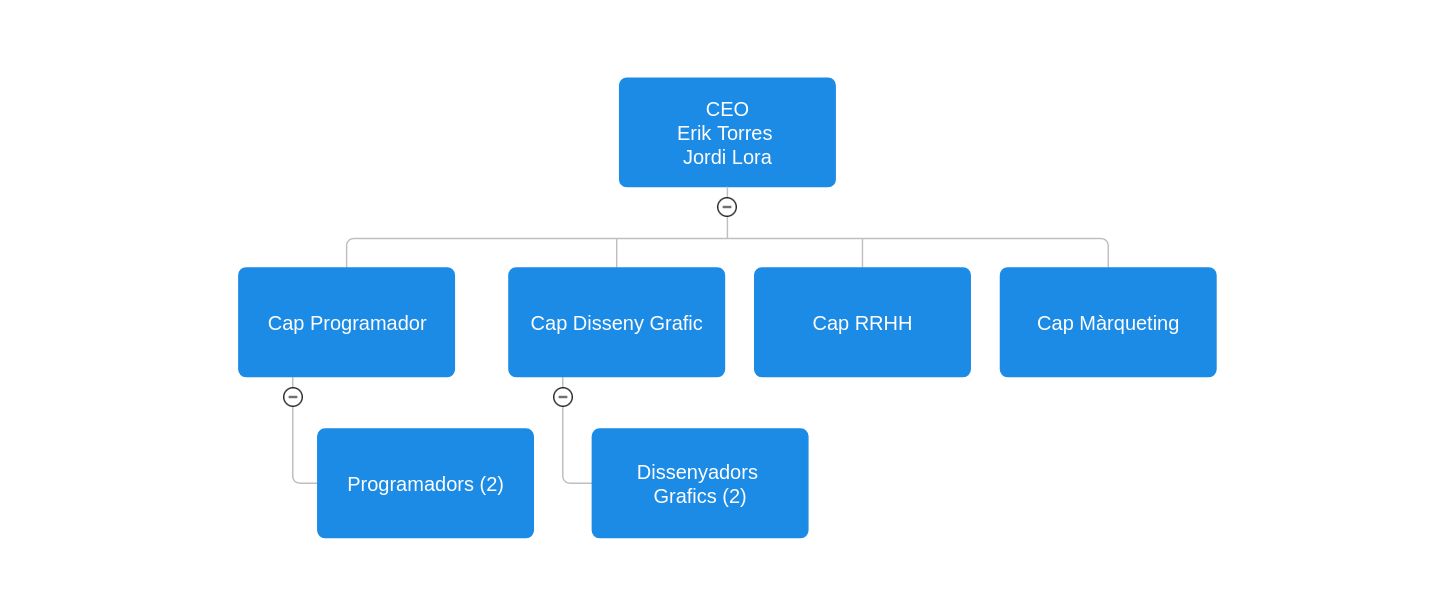 CEO
Erik Torres
Jordi Lora
Cap Programador
Cap Disseny Grafic
Cap RRHH
Cap Màrqueting
Programadors (2)
Dissenyadors
Grafics (2)